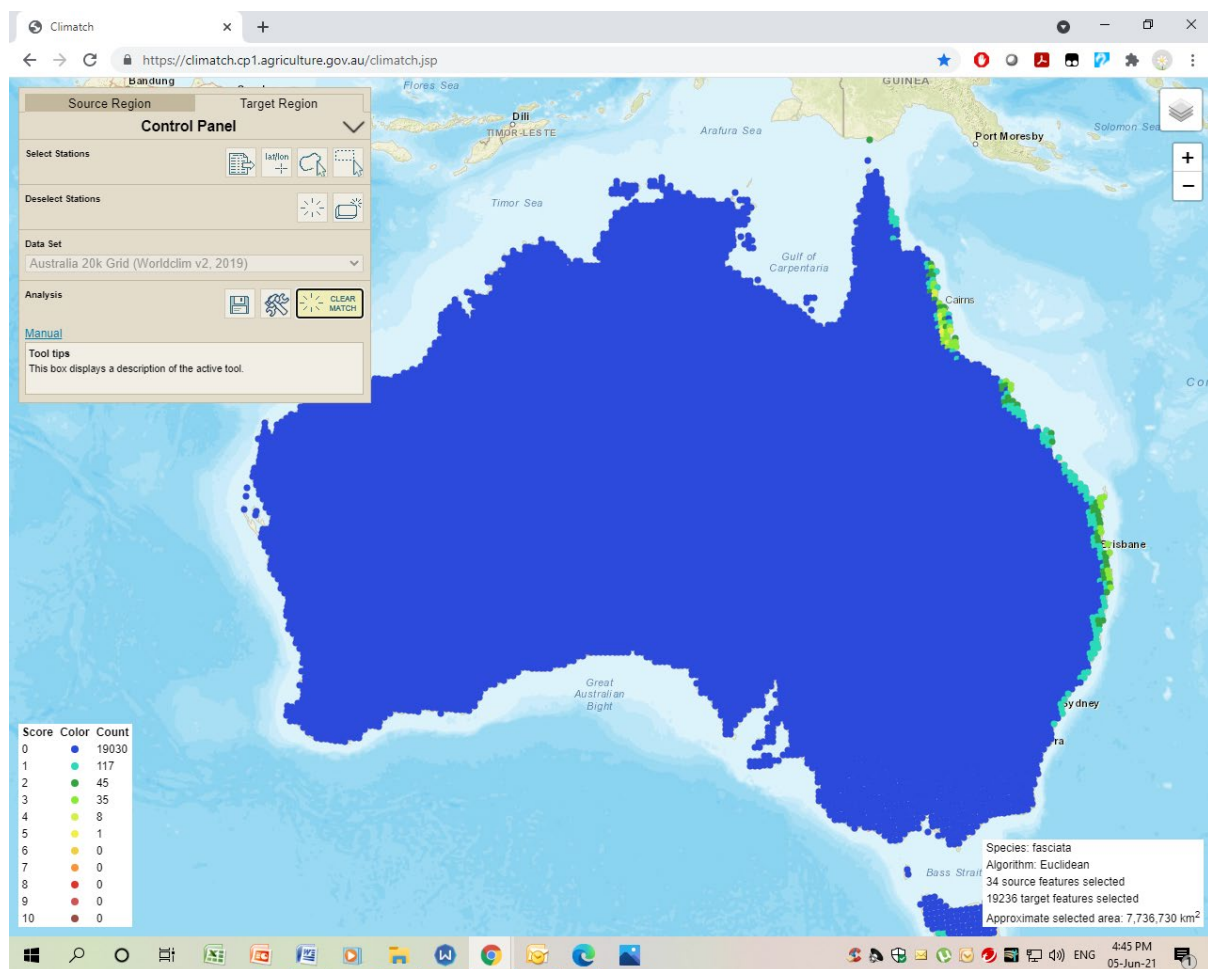 Climatch
https://climatch.cp1.agriculture.gov.au/climatch.jsp
Bandung
Flores Sea
GUINEA
Source Region Target Region
Control Panel
Dili
TIMOR-LESTE
Arafura Sea
Port Moresby
Solomon Sea
Select Stations
lat/lon
+
−
Deselect Stations
Timor Sea
Data Set
Australia 20k Grid (Worldclim v2, 2019)
Gulf of
Carpentaria
Analysis
CLEAR
MATCH
Cairns
Manual
Tool tips
This box displays a description of the active tool.
Cor
Brisbane
Great
Australian
Bight
Sydney
ra
Score Color Count
0 19030
1 117
2 45
3 35
4 8
5 1
6 0
7 0
8 0
9 0
10 0
Bass Strait
Species: fasciata
Algorithm: Euclidean
34 source features selected
19236 target features selected
Approximate selected area: 7,736,730 km²
ENG
4:45 PM
05-Jun-21
1